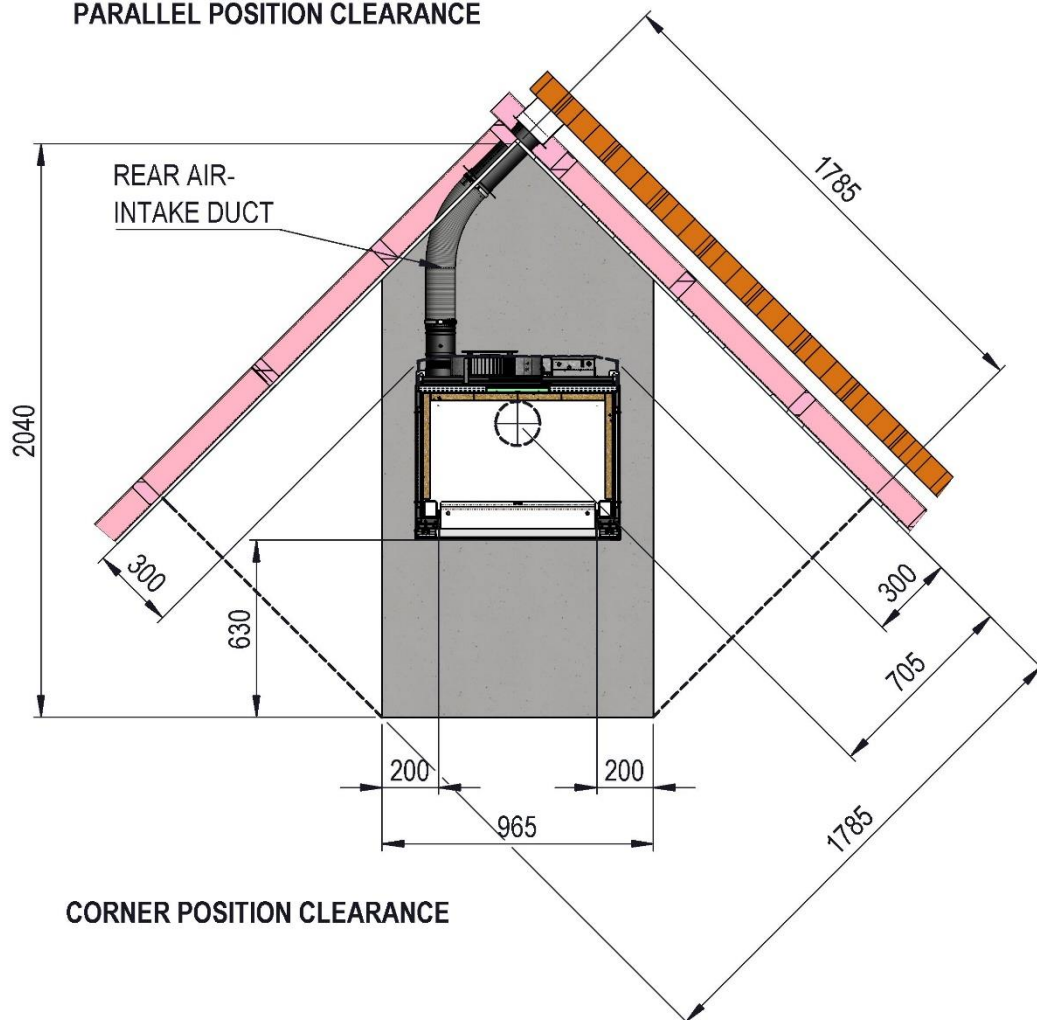 PARALLEL POSITION CLEARANCE
1785
REAR AIR-
INTAKE DUCT
2040
300
630
300
705
200
200
965
1785
CORNER POSITION CLEARANCE